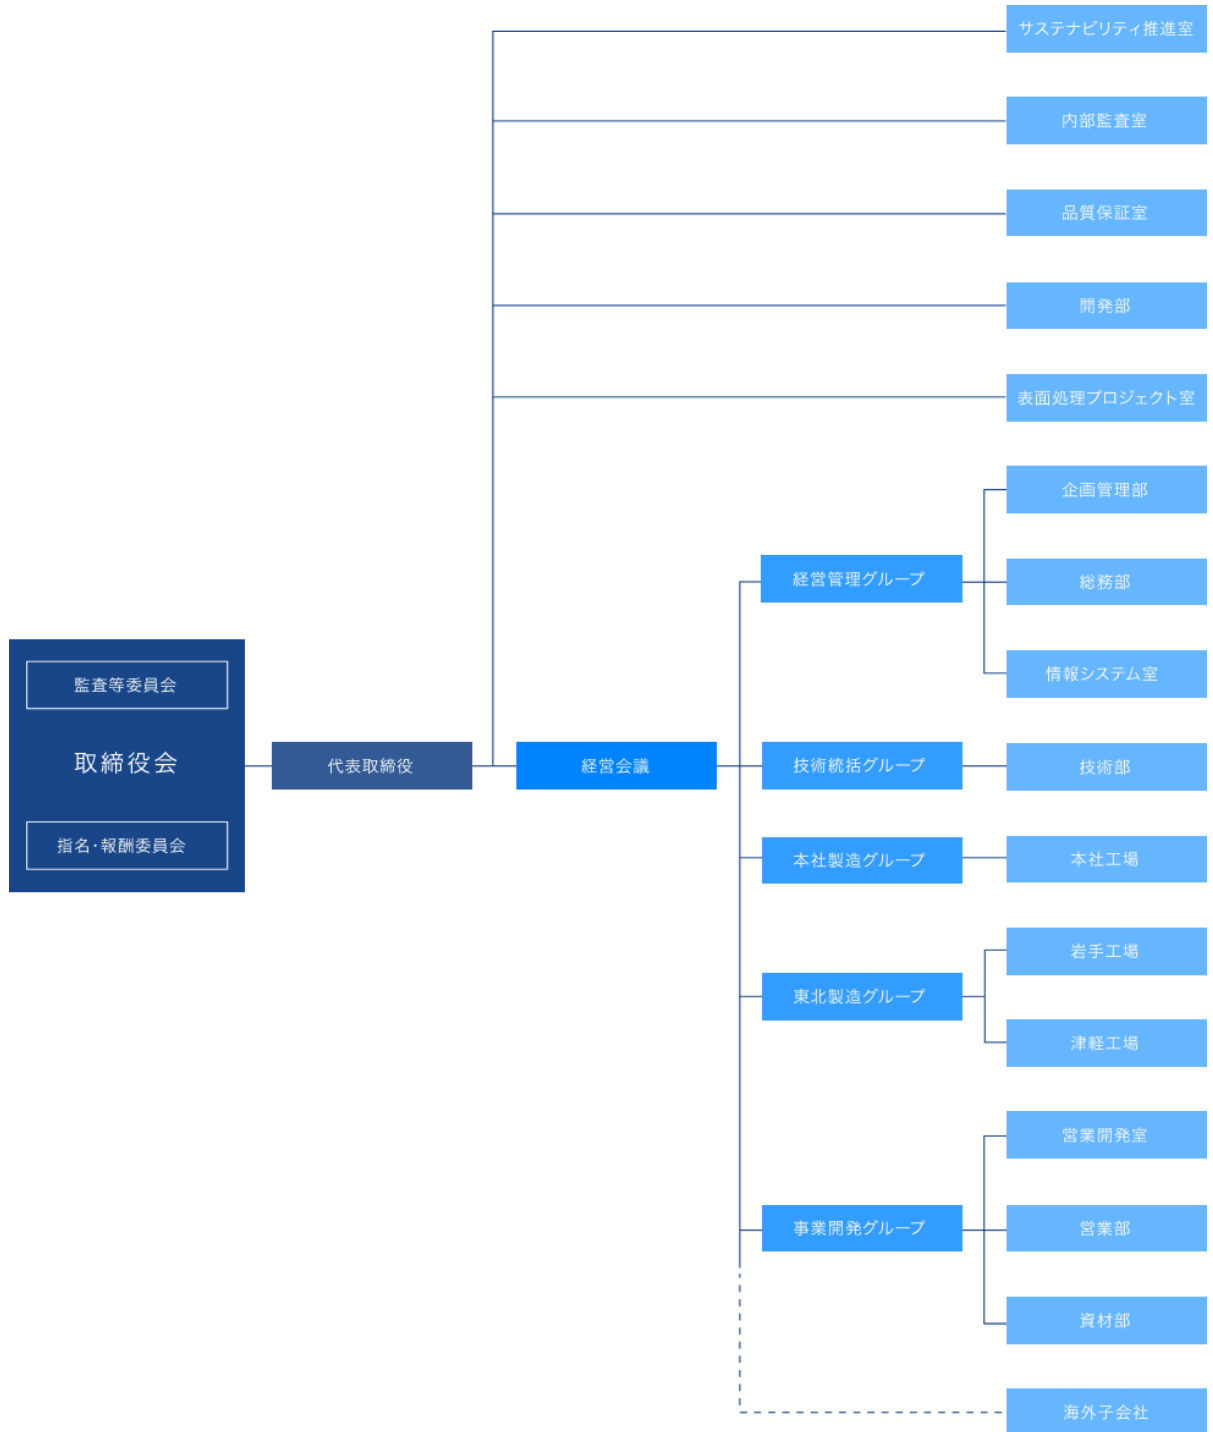 サステナビリティ推進室
内部監査室
品質保証室
開発部
表面処理プロジェクト室
企画管理部
経営管理グループ
総務部
情報システム室
監査等委員会
取締役会
指名・報酬委員会
代表取締役
経営会議
技術統括グループ
技術部
本社製造グループ
本社工場
岩手工場
東北製造グループ
津軽工場
営業開発室
事業開発グループ
営業部
資材部
海外子会社